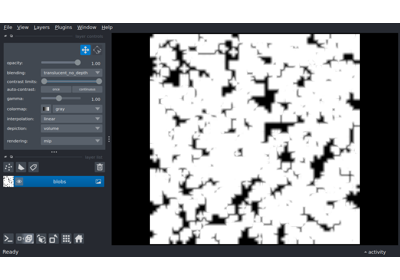 File View Layers Plugins Window Help
opacity: 1.00
blending: translucent_no_depth
contrast limits:
auto-contrast: once continuous
gamma: 1.00
colormap: gray
interpolation: linear
depiction: volume
rendering: mip
blobs
Ready activity